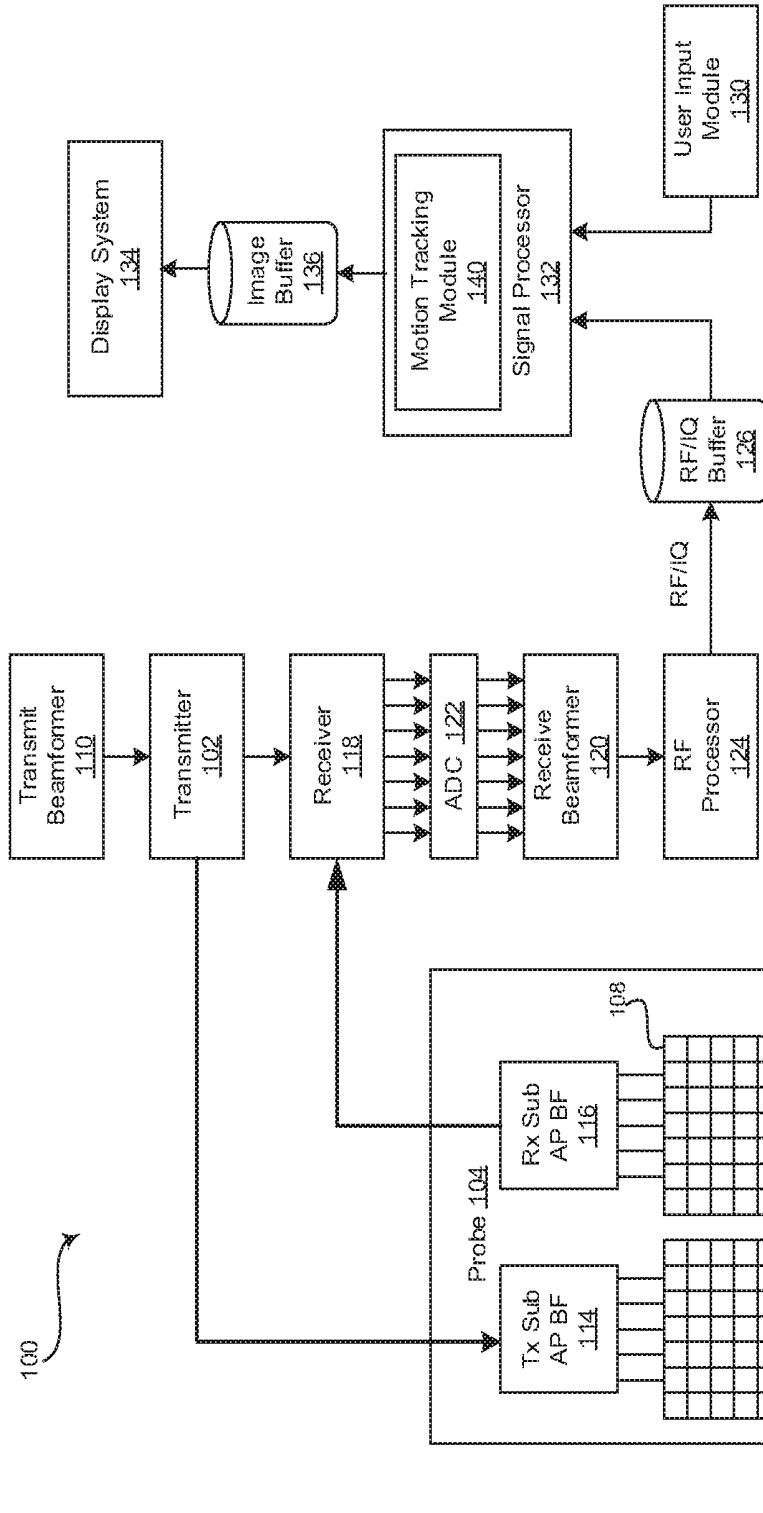 100
Transmit
Beamformer
110
Transmitter
102
Receiver
118
ADC 122
Receive
Beamformer
120
RF
Processor
124
RF/IQ
RF/IQ
Buffer
126
Display System
134
Image
Buffer
136
Motion Tracking
Module
140
Signal Processor
132
User Input
Module
130
Probe 104
Tx Sub
AP BF
114
Rx Sub
AP BF
116
108